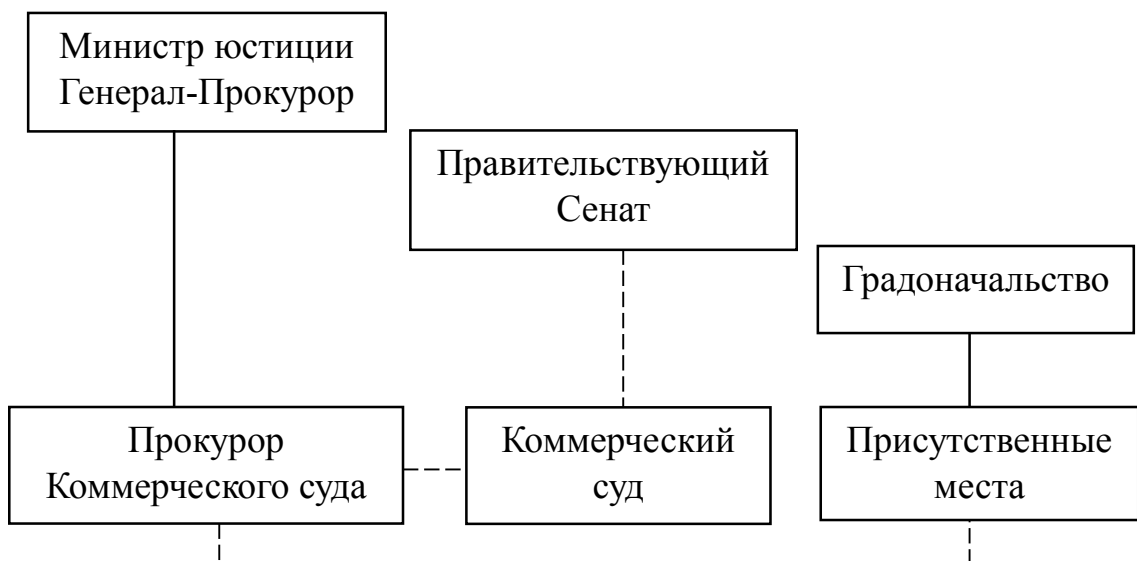 Министр юстиции
Генерал-Прокурор
Правительствующий
Сенат
Градоначальство
Прокурор
Коммерческого суда
Коммерческий
суд
Присутственные
места